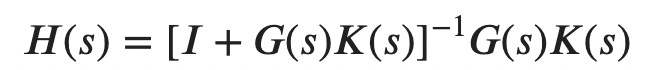 H(s) = [I + G(s)K(s)]⁻¹G(s)K(s)